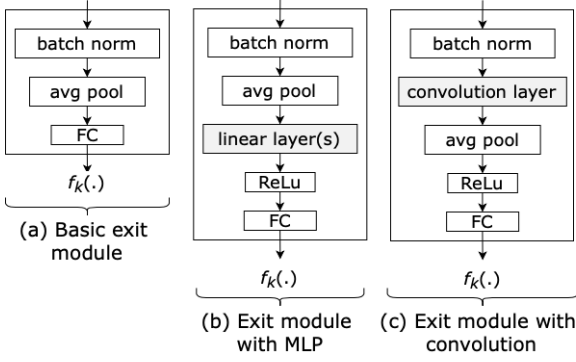 batch norm
avg pool
FC
fk(.)
(a) Basic exit
module
batch norm
avg pool
linear layer(s)
ReLu
FC
fk(.)
(b) Exit module
with MLP
batch norm
convolution layer
avg pool
ReLu
FC
fk(.)
(c) Exit module with
convolution